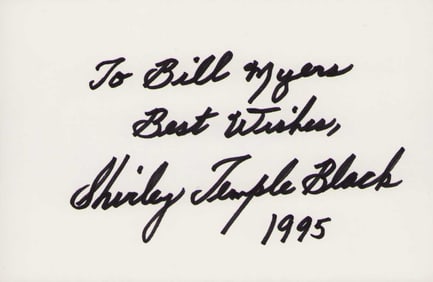 To Bill Myers
Best Wishes,
Shirley Temple Black
1995